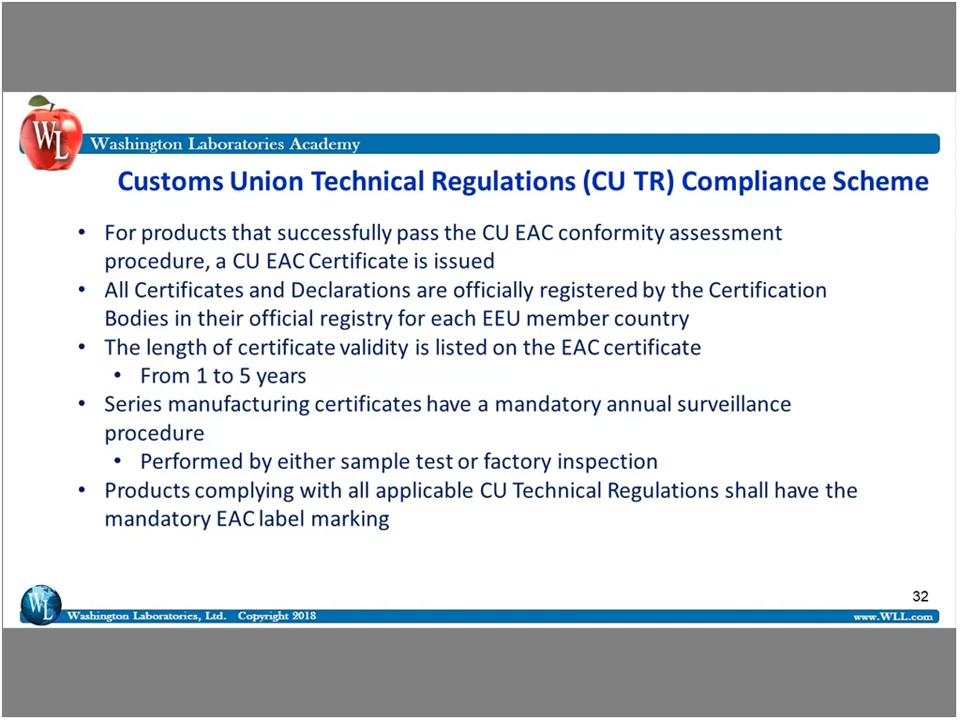 WL
Washington Laboratories Academy
Customs Union Technical Regulations (CU TR) Compliance Scheme
• For products that successfully pass the CU EAC conformity assessment
procedure, a CU EAC Certificate is issued
• All Certificates and Declarations are officially registered by the Certification
Bodies in their official registry for each EEU member country
• The length of certificate validity is listed on the EAC certificate
• From 1 to 5 years
• Series manufacturing certificates have a mandatory annual surveillance
procedure
• Performed by either sample test or factory inspection
• Products complying with all applicable CU Technical Regulations shall have the
mandatory EAC label marking
32
WL
Washington Laboratories, Ltd. Copyright 2018
www.WLL.com